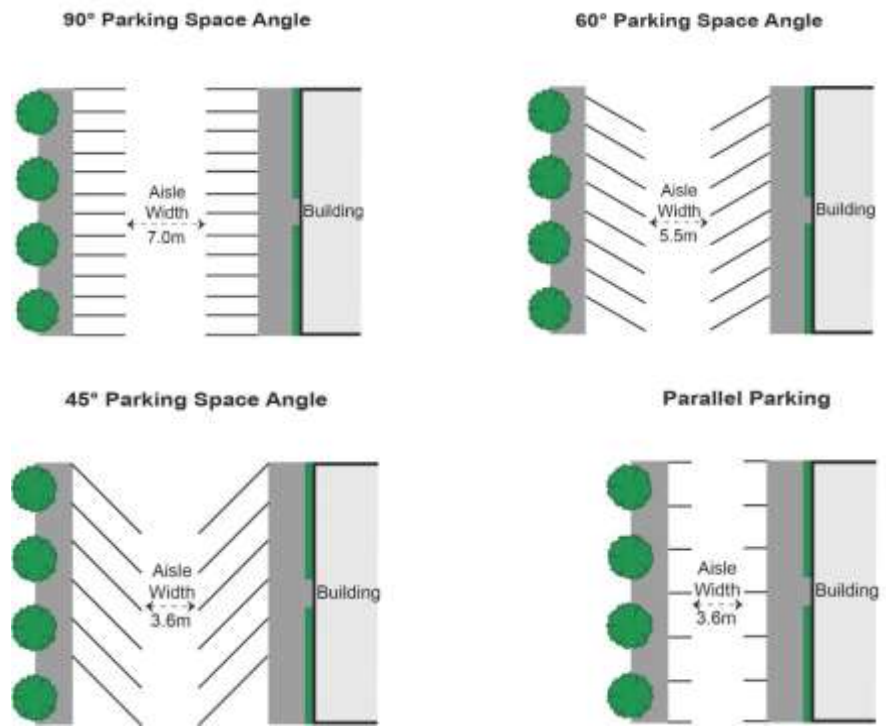 90° Parking Space Angle
Aisle
Width
7.0m
Building
60° Parking Space Angle
Aisle
Width
5.5m
Building
45° Parking Space Angle
Aisle
Width
3.6m
Building
Parallel Parking
Aisle
Width
3.6m
Building